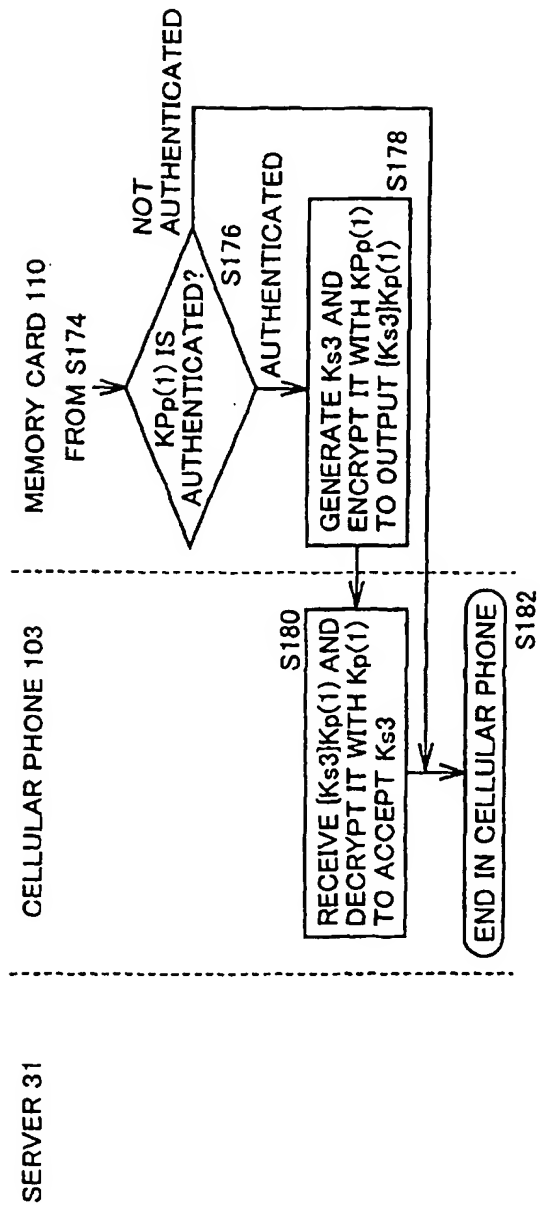 SERVER 31
CELLULAR PHONE 103
MEMORY CARD 110
FROM S174
KPp(1) IS
AUTHENTICATED?
S176
NOT
AUTHENTICATED
AUTHENTICATED
GENERATE Ks3 AND
ENCRYPT IT WITH KPp(1)
TO OUTPUT {Ks3}Kp(1)
S178
S180
RECEIVE {Ks3}Kp(1) AND
DECRYPT IT WITH Kp(1)
TO ACCEPT Ks3
END IN CELLULAR PHONE
S182